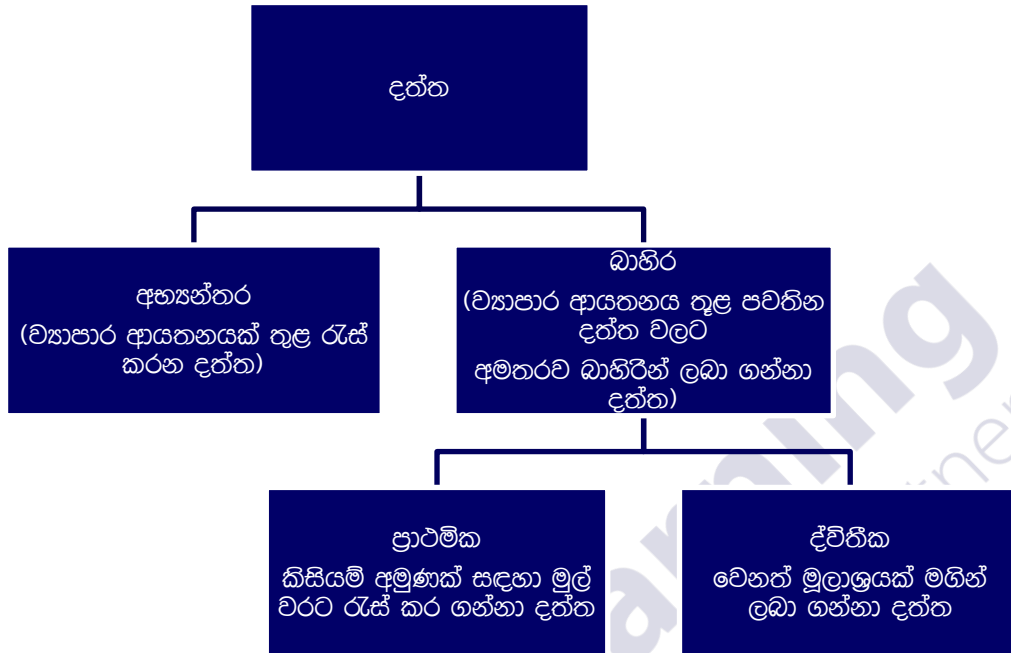 දත්ත
අභ්‍යන්තර
(ව්‍යාපාර ආයතනයක් තුළ රැස්
කරන දත්ත)
බාහිර
(ව්‍යාපාර ආයතනය තූළ පවතින
දත්ත වලට
අමතරව බාහිරින් ලබා ගන්නා
දත්ත)
ප්‍රාථමික
කිසියම් අමුණක් සඳහා මුල්
වරට රැස් කර ගන්නා දත්ත
ද්විතීක
වෙනත් මූලාශ්‍රයක් මගින්
ලබා ගන්නා දත්ත